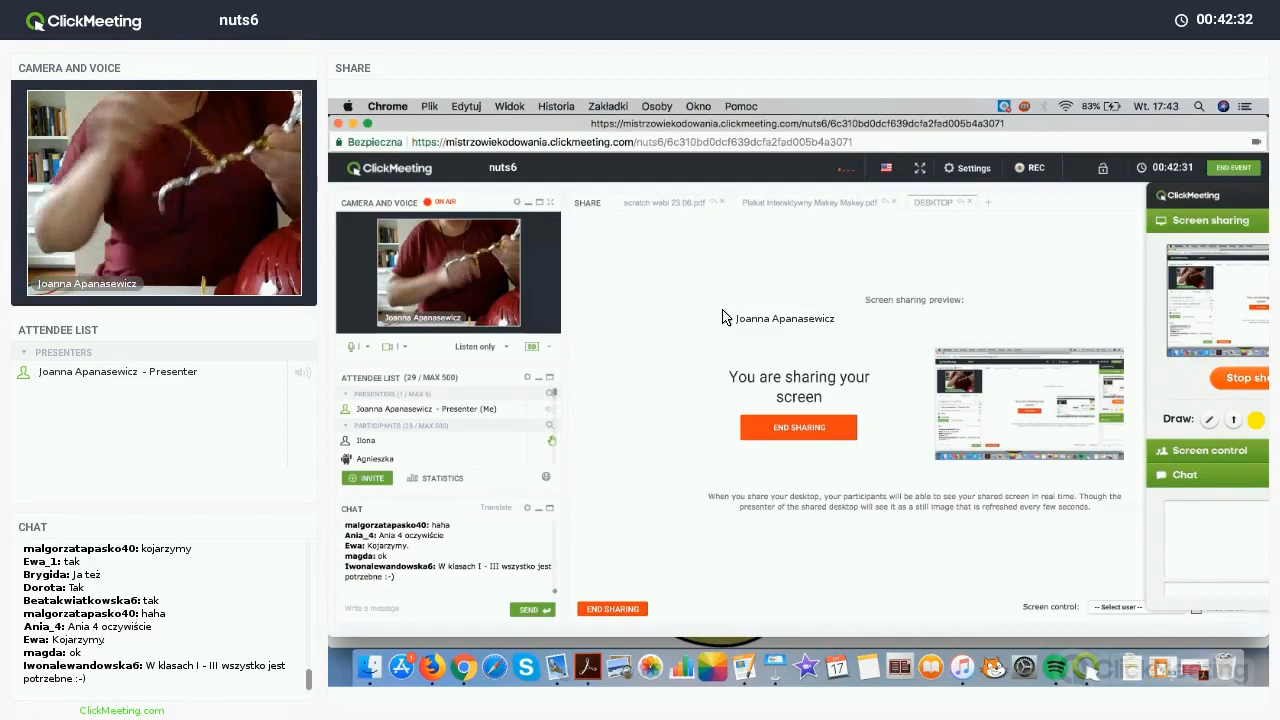 ClickMeeting
nuts6
00:42:32
CAMERA AND VOICE
Joanna Apanasewicz
ATTENDEE LIST
PRESENTERS
Joanna Apanasewicz - Presenter
CHAT
malgorzatapasko40: kojarzymy
Ewa_1: tak
Brygida: Ja też
Dorota: Tak
Beatakwiatkowska6: tak
malgorzatapasko40: haha
Ania_4: Ania 4 oczywiście
Ewa: Kojarzymy.
magda: ok
Iwonalewandowska6: W klasach I - III wszystko jest
potrzebne :-)
ClickMeeting.com
SHARE
Chrome Plik Edytuj Widok Historia Zakładki Osoby Okno Pomoc
83% Wt. 17:43
https://mistrzowiekodowania.clickmeeting.com/nuts6/6c310bd0dcf639dcfa2fad005b4a3071
Bezpieczna https://mistrzowiekodowania.clickmeeting.com/nuts6/6c310bd0dcf639dcfa2fad005b4a3071
ClickMeeting
nuts6
Settings
REC
00:42:31
END EVENT
CAMERA AND VOICE ON AIR
Joanna Apanasewicz
Listen only
ATTENDEE LIST (29 / MAX 500)
Joanna Apanasewicz - Presenter (Me)
PARTICIPANTS (28 / MAX 500)
Ilona
Agnieszka
INVITE
STATISTICS
CHAT
Translate
malgorzatapasko40: haha
Ania_4: Ania 4 oczywiście
Ewa: Kojarzymy.
magda: ok
Iwonalewandowska6: W klasach I - III wszystko jest
potrzebne :-)
Write a message
SEND
SHARE
scratch webi 23.06.pdf
Plakat Interaktywny Makey Makey.pdf
DESKTOP
Screen sharing preview:
Joanna Apanasewicz
You are sharing your
screen
END SHARING
When you share your desktop, your participants will be able to see your shared screen in real time. Though the
presenter of the shared desktop will see it as a still image that is refreshed every few seconds.
END SHARING
Screen control:
-- Select user --
ClickMeeting
Screen sharing
Stop sh
Draw:
Screen control
Chat
17
ClickMeeting